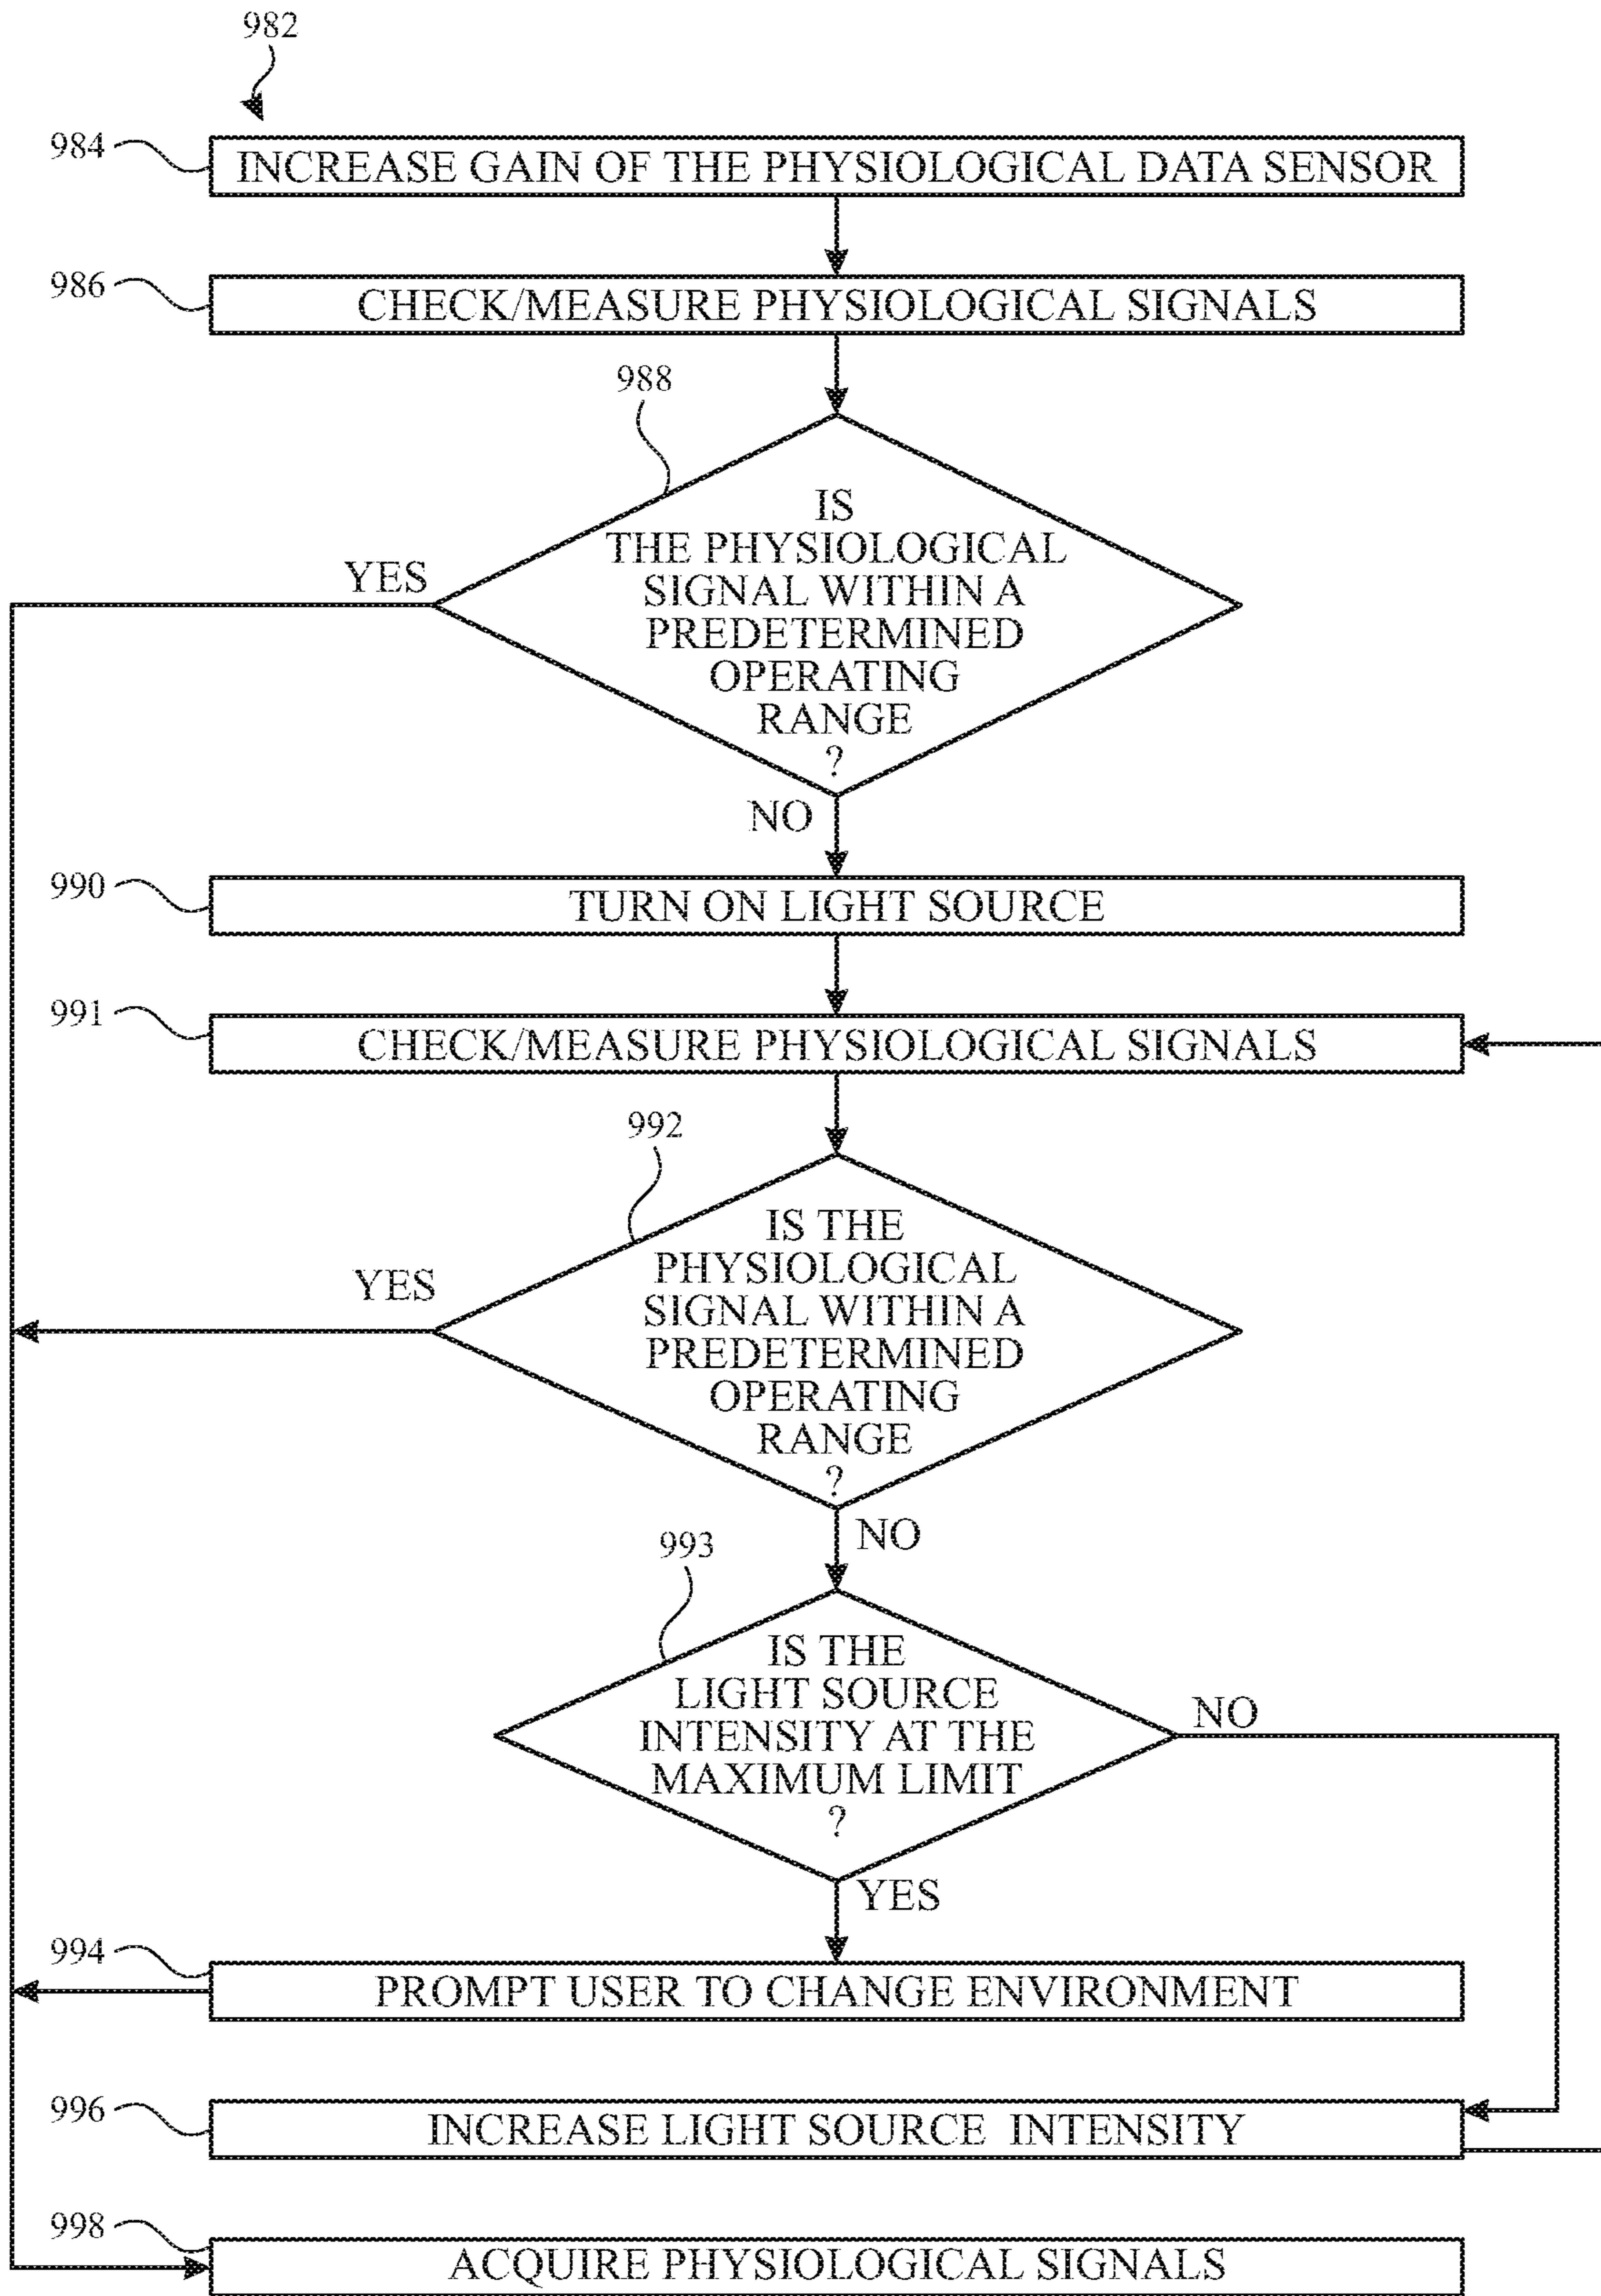 982
984
INCREASE GAIN OF THE PHYSIOLOGICAL DATA SENSOR
986
CHECK/MEASURE PHYSIOLOGICAL SIGNALS
988
IS
THE PHYSIOLOGICAL
SIGNAL WITHIN A
PREDETERMINED
OPERATING
RANGE
?
YES
NO
990
TURN ON LIGHT SOURCE
991
CHECK/MEASURE PHYSIOLOGICAL SIGNALS
992
IS THE
PHYSIOLOGICAL
SIGNAL WITHIN A
PREDETERMINED
OPERATING
RANGE
?
YES
NO
993
IS THE
LIGHT SOURCE
INTENSITY AT THE
MAXIMUM LIMIT
?
NO
YES
994
PROMPT USER TO CHANGE ENVIRONMENT
996
INCREASE LIGHT SOURCE INTENSITY
998
ACQUIRE PHYSIOLOGICAL SIGNALS